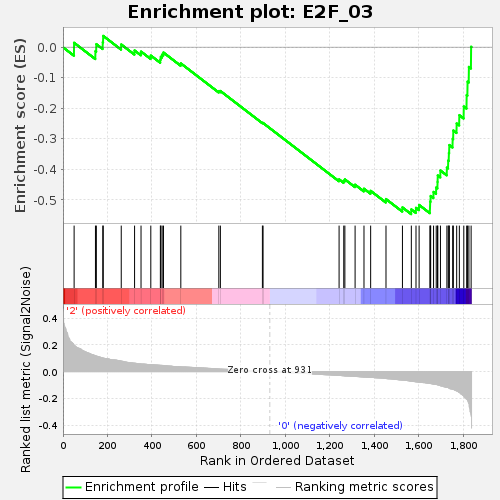 Enrichment plot: E2F_03
Enrichment score (ES)
0.0
-0.1
-0.2
-0.3
-0.4
-0.5
'2' (positively correlated)
Ranked list metric (Signal2Noise)
0.4
0.2
0.0
-0.2
-0.4
Zero cross at 931
'0' (negatively correlated)
0 200 400 600 800 1,000 1,200 1,400 1,600 1,800
Rank in Ordered Dataset
Enrichment profile Hits Ranking metric scores